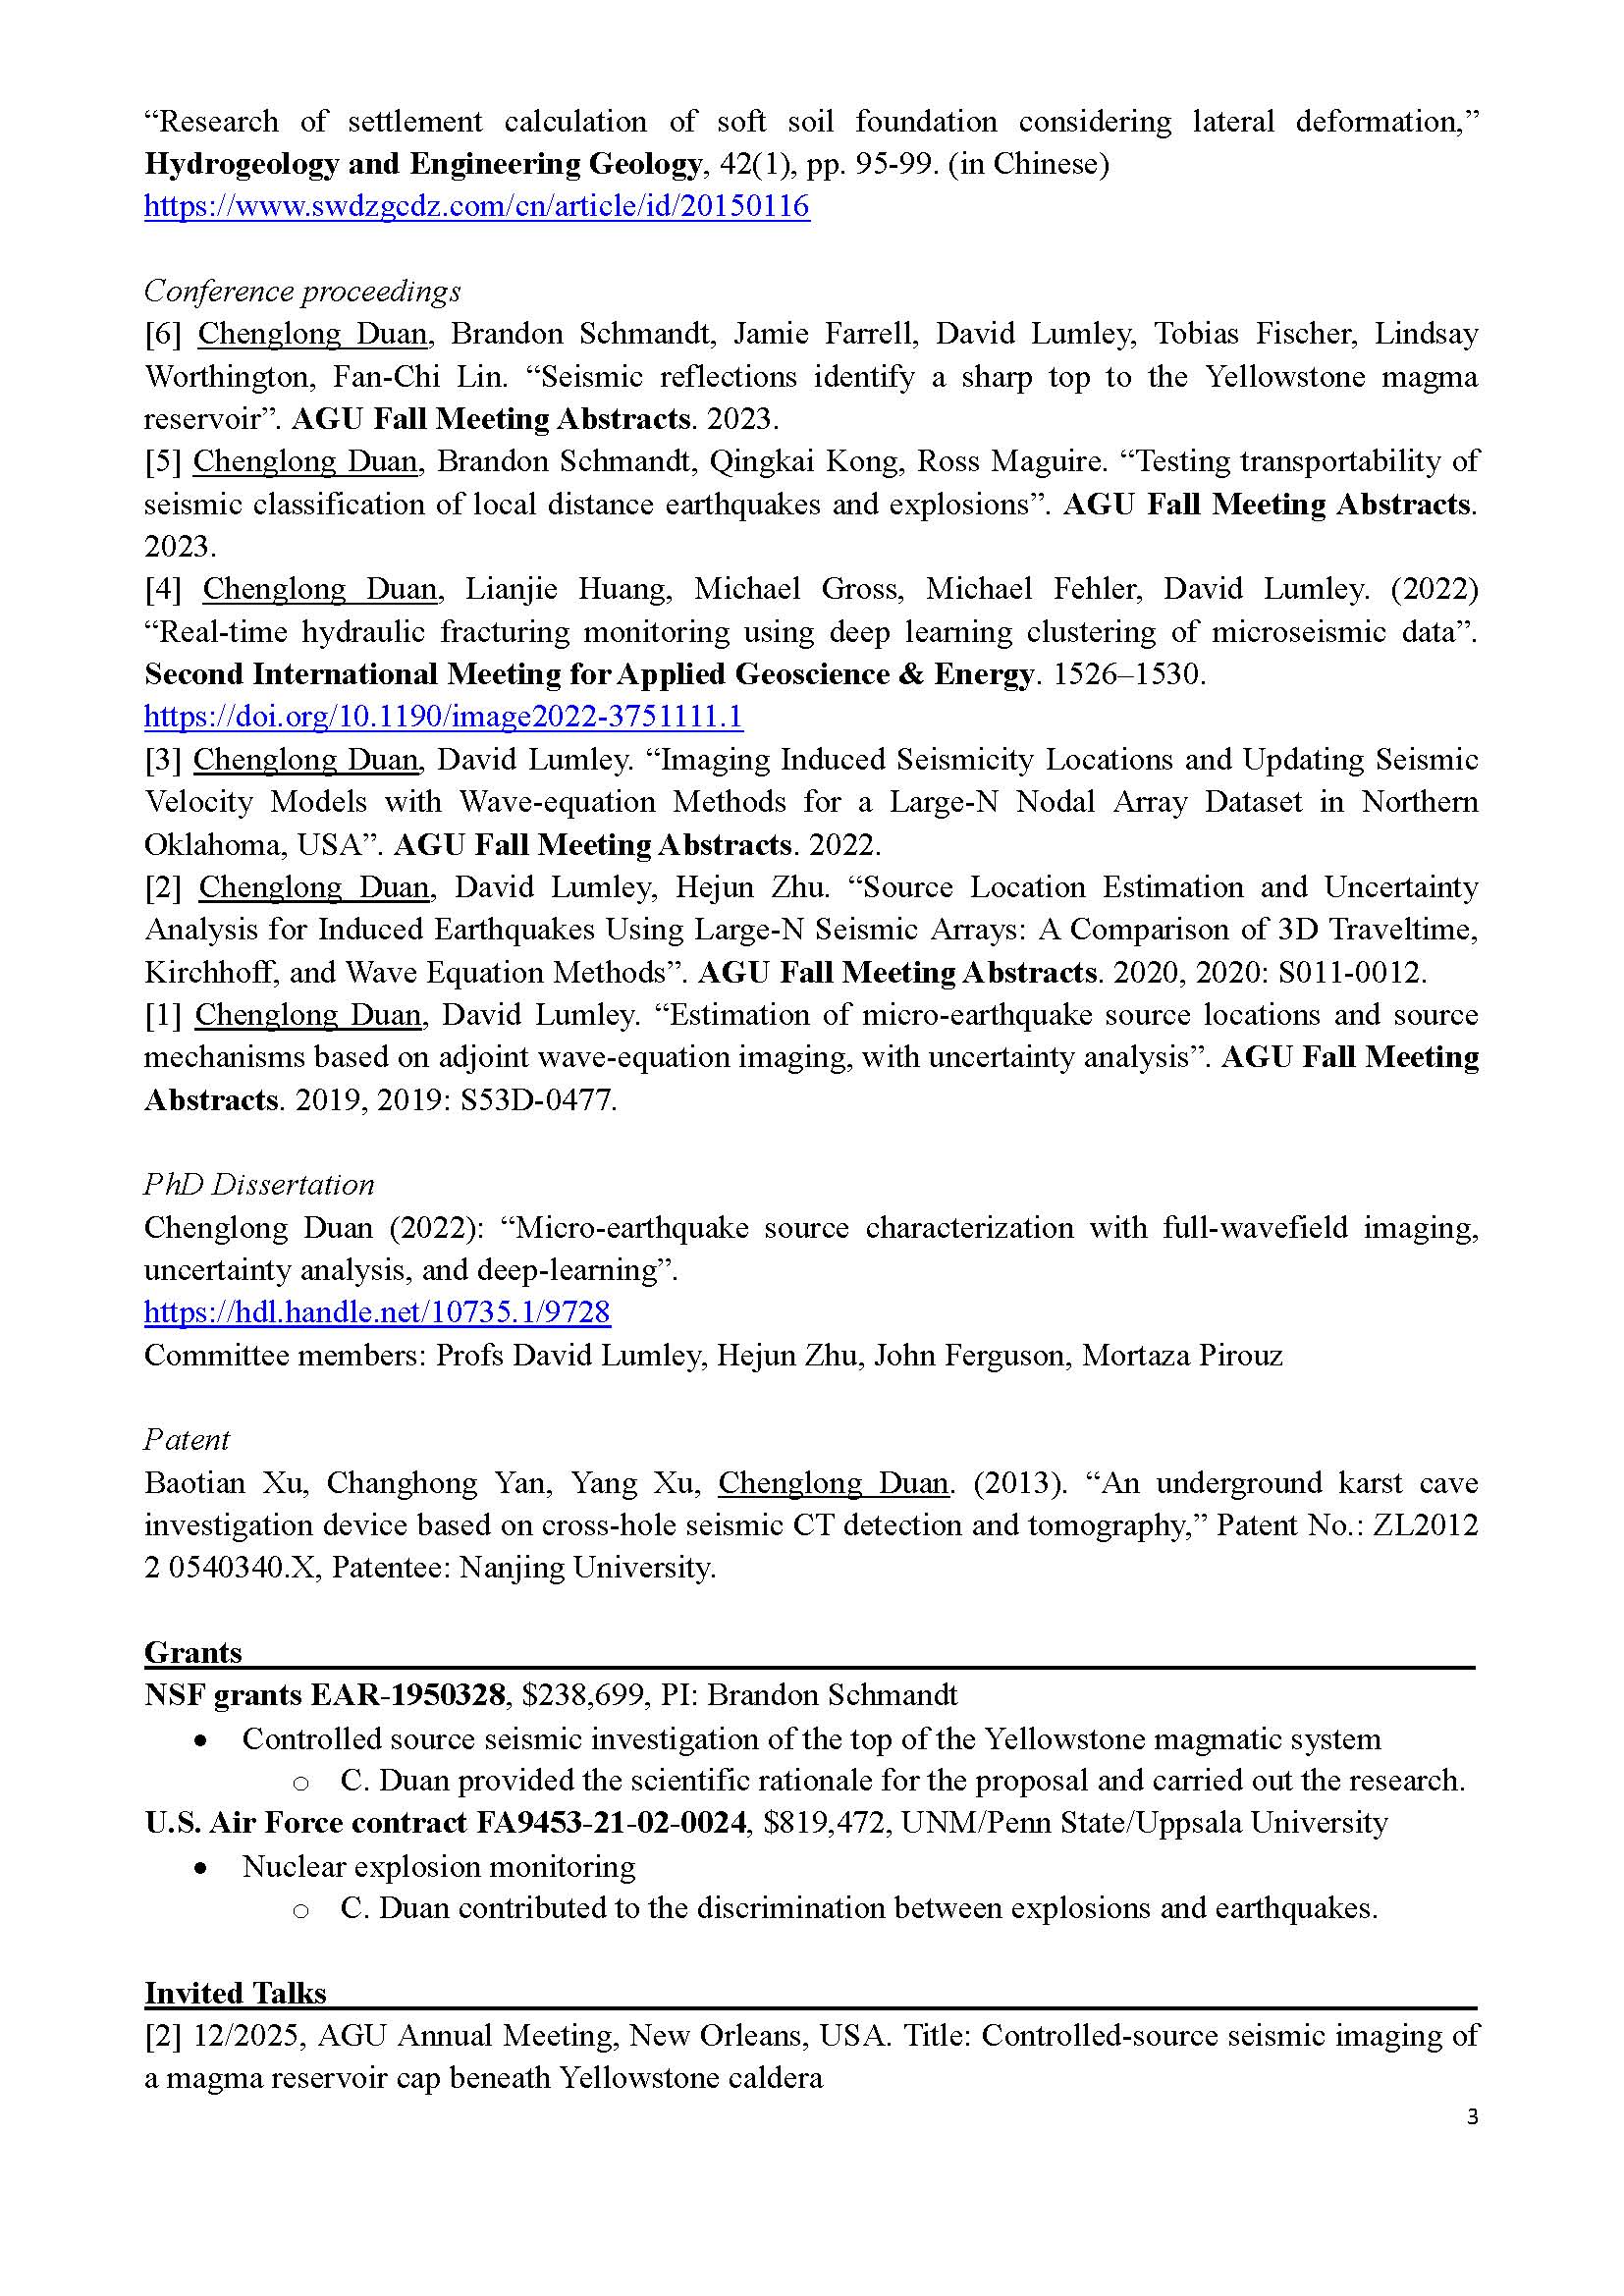 “Research of settlement calculation of soft soil foundation considering lateral deformation,”
Hydrogeology and Engineering Geology, 42(1), pp. 95-99. (in Chinese)
https://www.swdzgcdz.com/cn/article/id/20150116
Conference proceedings
[6] Chenglong Duan, Brandon Schmandt, Jamie Farrell, David Lumley, Tobias Fischer, Lindsay
Worthington, Fan-Chi Lin. “Seismic reflections identify a sharp top to the Yellowstone magma
reservoir”. AGU Fall Meeting Abstracts. 2023.
[5] Chenglong Duan, Brandon Schmandt, Qingkai Kong, Ross Maguire. “Testing transportability of
seismic classification of local distance earthquakes and explosions”. AGU Fall Meeting Abstracts.
2023.
[4] Chenglong Duan, Lianjie Huang, Michael Gross, Michael Fehler, David Lumley. (2022)
“Real-time hydraulic fracturing monitoring using deep learning clustering of microseismic data”.
Second International Meeting for Applied Geoscience & Energy. 1526–1530.
https://doi.org/10.1190/image2022-3751111.1
[3] Chenglong Duan, David Lumley. “Imaging Induced Seismicity Locations and Updating Seismic
Velocity Models with Wave-equation Methods for a Large-N Nodal Array Dataset in Northern
Oklahoma, USA”. AGU Fall Meeting Abstracts. 2022.
[2] Chenglong Duan, David Lumley, Hejun Zhu. “Source Location Estimation and Uncertainty
Analysis for Induced Earthquakes Using Large-N Seismic Arrays: A Comparison of 3D Traveltime,
Kirchhoff, and Wave Equation Methods”. AGU Fall Meeting Abstracts. 2020, 2020: S011-0012.
[1] Chenglong Duan, David Lumley. “Estimation of micro-earthquake source locations and source
mechanisms based on adjoint wave-equation imaging, with uncertainty analysis”. AGU Fall Meeting
Abstracts. 2019, 2019: S53D-0477.
PhD Dissertation
Chenglong Duan (2022): “Micro-earthquake source characterization with full-wavefield imaging,
uncertainty analysis, and deep-learning”.
https://hdl.handle.net/10735.1/9728
Committee members: Profs David Lumley, Hejun Zhu, John Ferguson, Mortaza Pirouz
Patent
Baotian Xu, Changhong Yan, Yang Xu, Chenglong Duan. (2013). “An underground karst cave
investigation device based on cross-hole seismic CT detection and tomography,” Patent No.: ZL2012
2 0540340.X, Patentee: Nanjing University.
Grants
NSF grants EAR-1950328, $238,699, PI: Brandon Schmandt
• Controlled source seismic investigation of the top of the Yellowstone magmatic system
o C. Duan provided the scientific rationale for the proposal and carried out the research.
U.S. Air Force contract FA9453-21-02-0024, $819,472, UNM/Penn State/Uppsala University
• Nuclear explosion monitoring
o C. Duan contributed to the discrimination between explosions and earthquakes.
Invited Talks
[2] 12/2025, AGU Annual Meeting, New Orleans, USA. Title: Controlled-source seismic imaging of
a magma reservoir cap beneath Yellowstone caldera
3